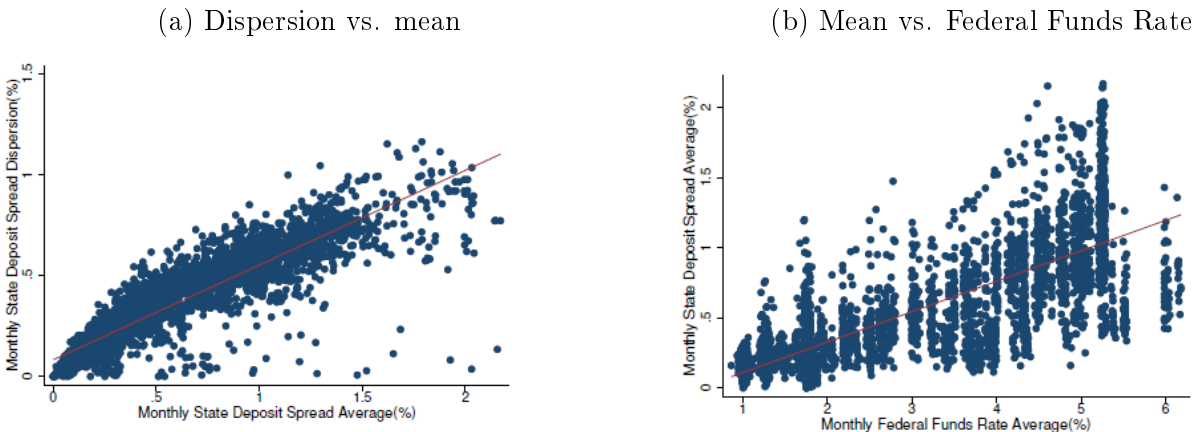 (a) Dispersion vs. mean
Monthly State Deposit Spread Dispersion(%)
1.5
1
.5
0
0 .5 1 1.5 2
Monthly State Deposit Spread Average(%)
(b) Mean vs. Federal Funds Rate
Monthly State Deposit Spread Average(%)
2
1.5
1
.5
0
1 2 3 4 5 6
Monthly Federal Funds Rate Average(%)